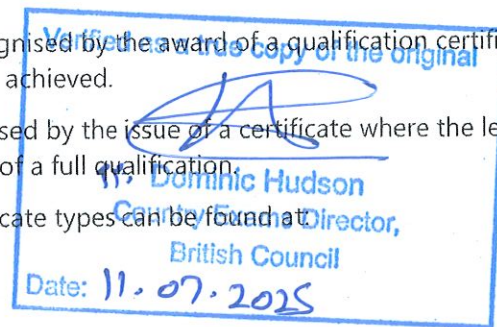 gnised by the award of a qualification certifi
Verified as a true copy of the original
achieved.
sed by the issue of a certificate where the le
of a full qualification.
Dominic Hudson
cate types can be found at:
Country Exams Director,
British Council
Date: 11.07.2025